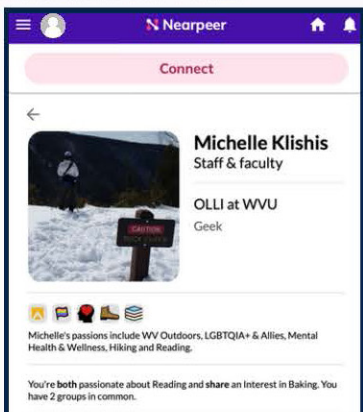 Nearpeer
Connect
Michelle Klishis
Staff & faculty
OLLI at WVU
Geek
CAUTION
Michelle's passions include WV Outdoors, LGBTQIA+ & Allies, Mental
Health & Wellness, Hiking and Reading.
You're both passionate about Reading and share an Interest in Baking. You
have 2 groups in common.